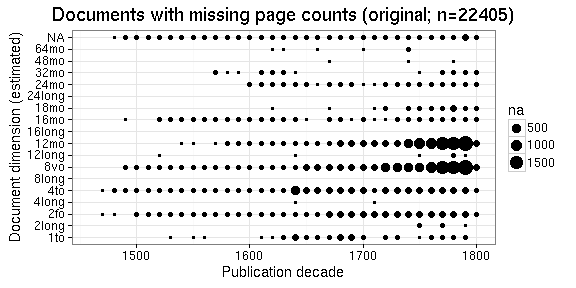 Documents with missing page counts (original; n=22405)
Document dimension (estimated)
NA
64mo
48mo
32mo
24mo
24long
18mo
16mo
16long
12mo
12long
8vo
8long
4to
4long
2fo
2long
1to
1500
1600
1700
1800
Publication decade
na
500
1000
1500